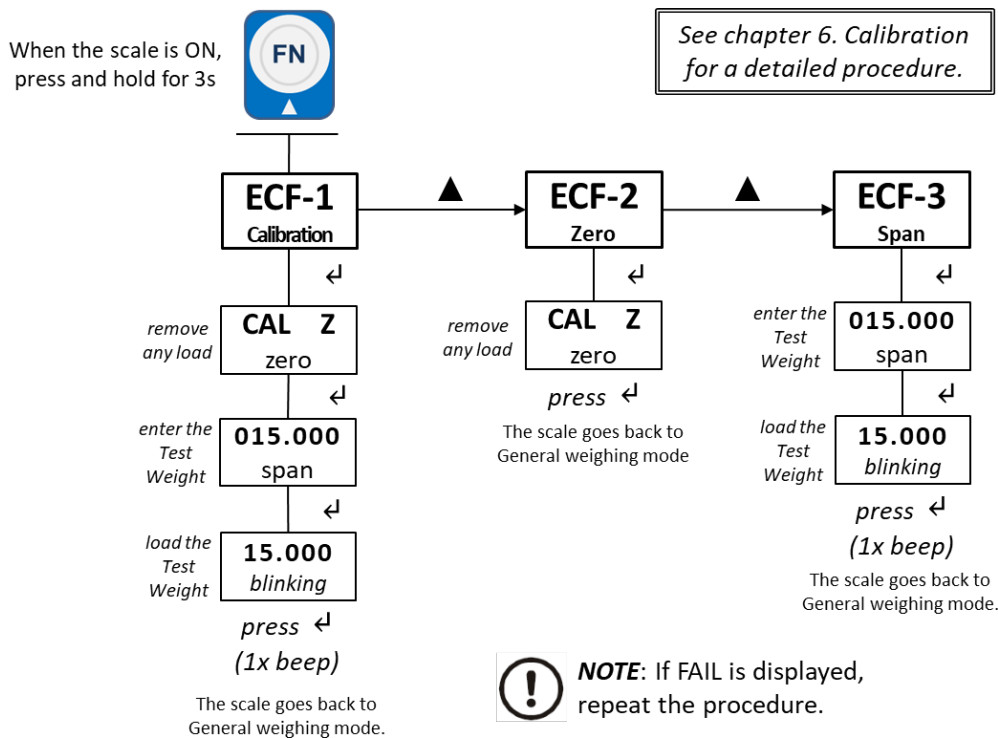 When the scale is ON,
press and hold for 3s
FN
See chapter 6. Calibration
for a detailed procedure.
ECF-1
Calibration
ECF-2
Zero
ECF-3
Span
remove
any load
CAL Z
zero
enter the
Test
Weight
015.000
span
load the
Test
Weight
15.000
blinking
press ↲
(1x beep)
The scale goes back to
General weighing mode.
remove
any load
CAL Z
zero
press ↲
The scale goes back to
General weighing mode
enter the
Test
Weight
015.000
span
load the
Test
Weight
15.000
blinking
press ↲
(1x beep)
The scale goes back to
General weighing mode.
NOTE: If FAIL is displayed,
repeat the procedure.